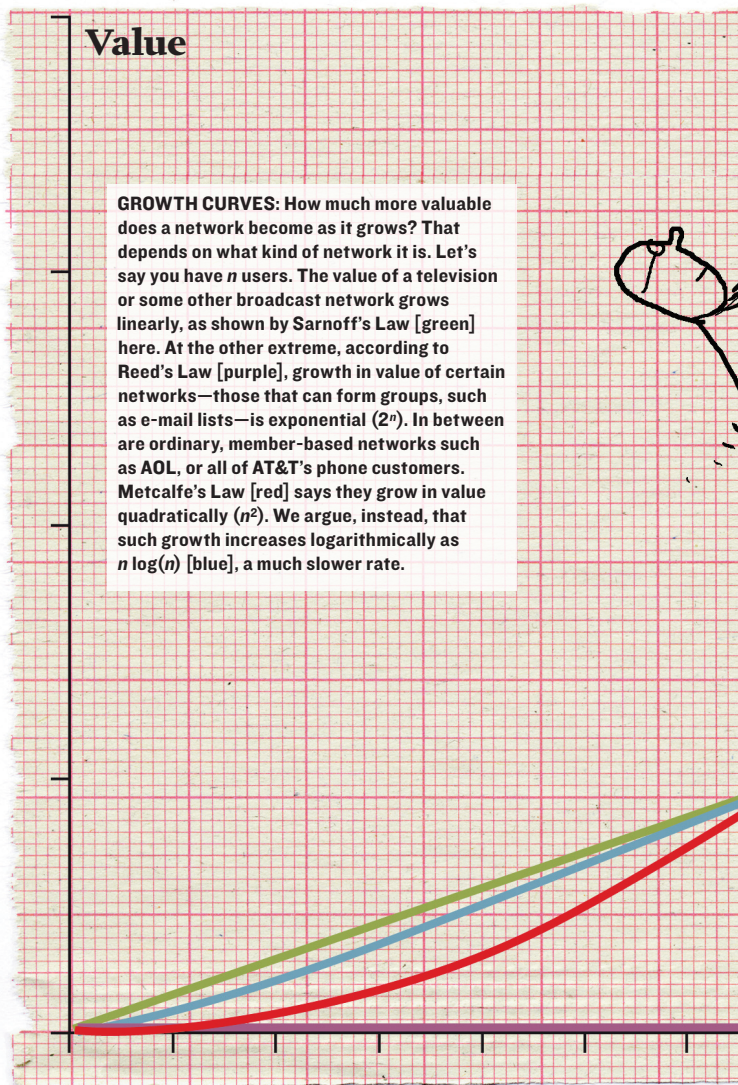 Value
GROWTH CURVES: How much more valuable
does a network become as it grows? That
depends on what kind of network it is. Let's
say you have n users. The value of a television
or some other broadcast network grows
linearly, as shown by Sarnoff's Law [green]
here. At the other extreme, according to
Reed's Law [purple], growth in value of certain
networks—those that can form groups, such
as e-mail lists—is exponential (2ⁿ). In between
are ordinary, member-based networks such
as AOL, or all of AT&T's phone customers.
Metcalfe's Law [red] says they grow in value
quadratically (n²). We argue, instead, that
such growth increases logarithmically as
n log(n) [blue], a much slower rate.